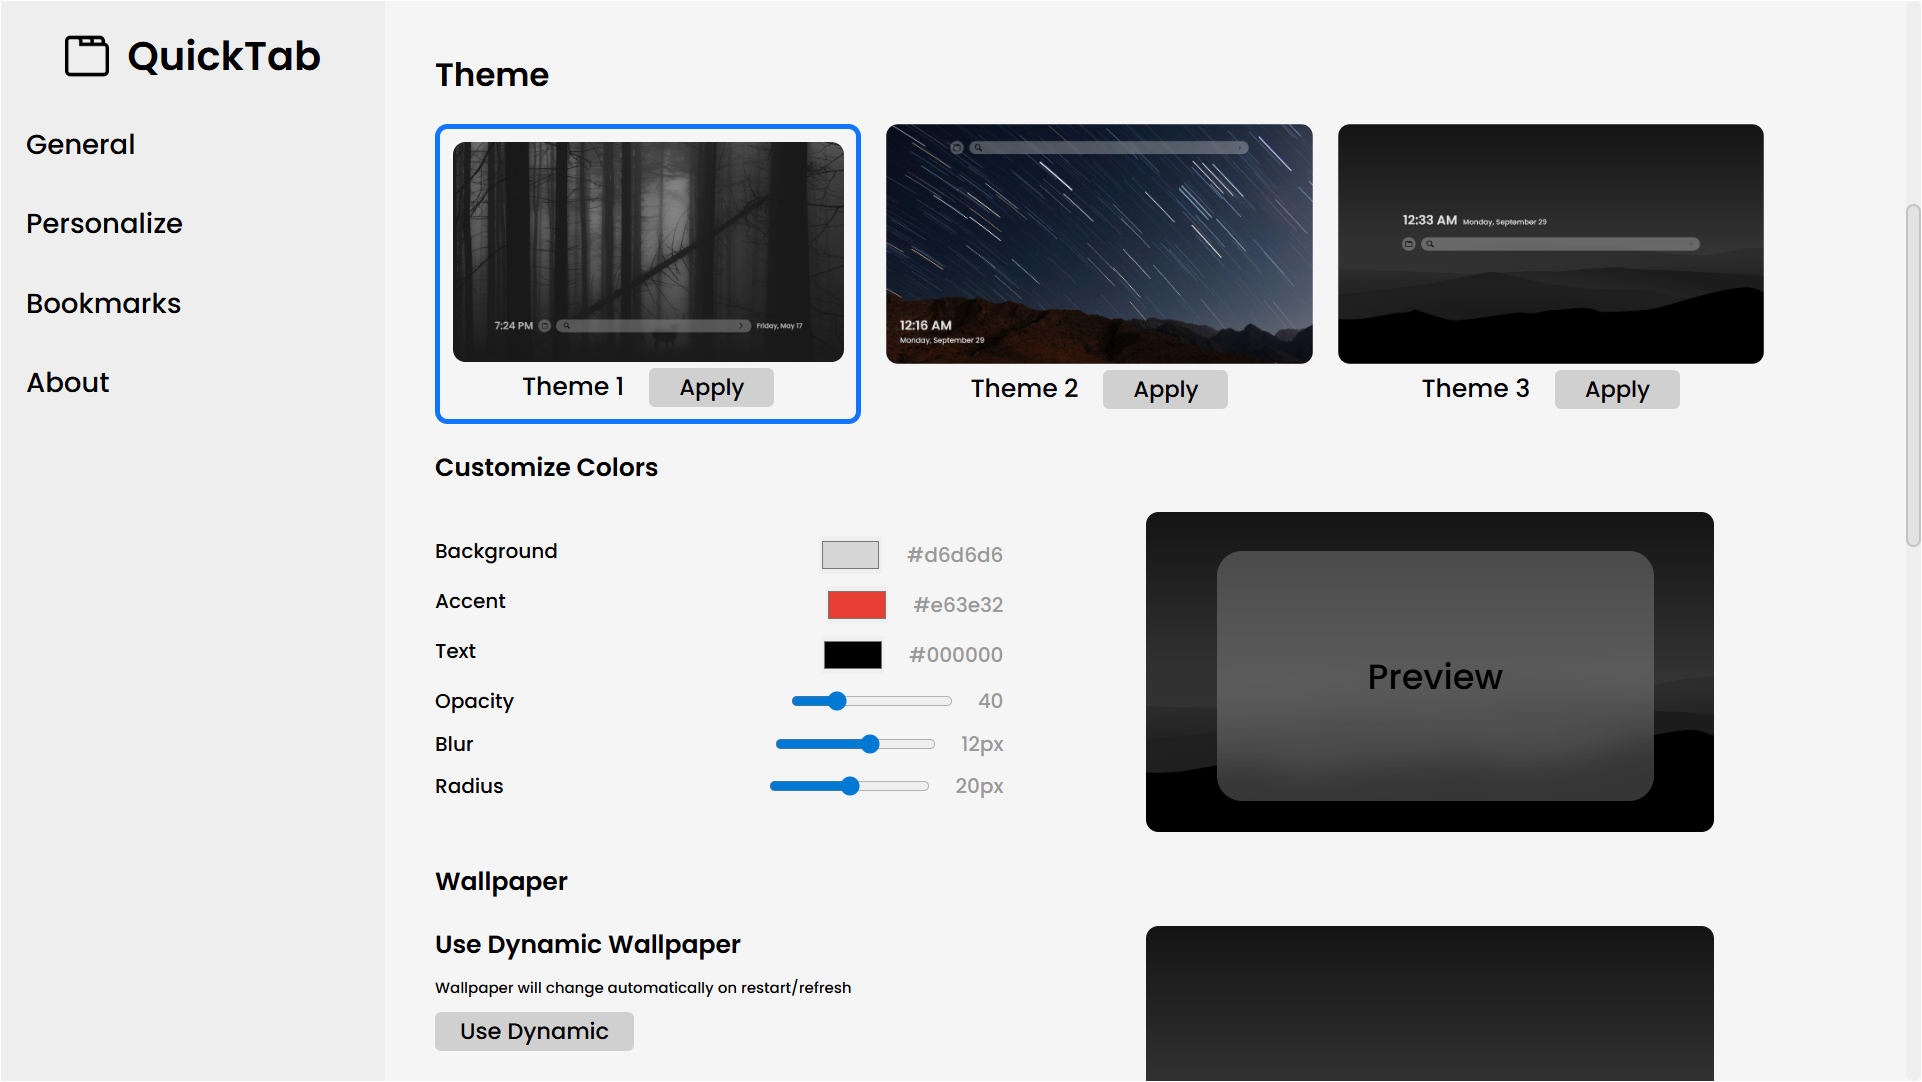 QuickTab
General
Personalize
Bookmarks
About
Theme
7:24 PM
Friday, May 17
Theme 1
Apply
12:16 AM
Monday, September 29
Theme 2
Apply
12:33 AM Monday, September 29
Theme 3
Apply
Customize Colors
Background #d6d6d6
Accent #e63e32
Text #000000
Opacity 40
Blur 12px
Radius 20px
Preview
Wallpaper
Use Dynamic Wallpaper
Wallpaper will change automatically on restart/refresh
Use Dynamic